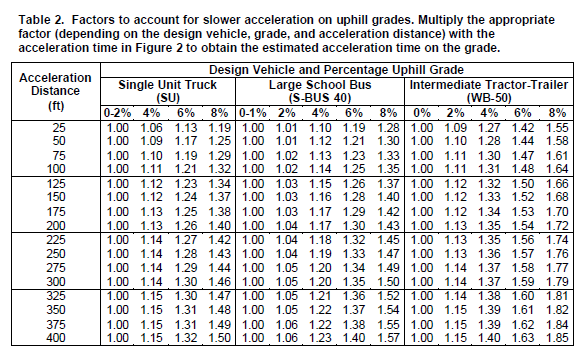 Table 2.  Factors to account for slower acceleration on uphill grades. Multiply the appropriate
factor (depending on the design vehicle, grade, and acceleration distance) with the
acceleration time in Figure 2 to obtain the estimated acceleration time on the grade.
Acceleration Distance (ft) Design Vehicle and Percentage Uphill Grade
Single Unit Truck (SU) Large School Bus (S-BUS 40) Intermediate Tractor-Trailer (WB-50)
0-2% 4% 6% 8% 0-1% 2% 4% 6% 8% 0% 2% 4% 6% 8%
25 1.00 1.06 1.13 1.19 1.00 1.01 1.10 1.19 1.28 1.00 1.09 1.27 1.42 1.55
50 1.00 1.09 1.17 1.25 1.00 1.01 1.12 1.21 1.30 1.00 1.10 1.28 1.44 1.58
75 1.00 1.10 1.19 1.29 1.00 1.02 1.13 1.23 1.33 1.00 1.11 1.30 1.47 1.61
100 1.00 1.11 1.21 1.32 1.00 1.02 1.14 1.25 1.35 1.00 1.11 1.31 1.48 1.64
125 1.00 1.12 1.23 1.34 1.00 1.03 1.15 1.26 1.37 1.00 1.12 1.32 1.50 1.66
150 1.00 1.12 1.24 1.37 1.00 1.03 1.16 1.28 1.40 1.00 1.12 1.33 1.52 1.68
175 1.00 1.13 1.25 1.38 1.00 1.03 1.17 1.29 1.42 1.00 1.12 1.34 1.53 1.70
200 1.00 1.13 1.26 1.40 1.00 1.04 1.17 1.30 1.43 1.00 1.13 1.35 1.54 1.72
225 1.00 1.14 1.27 1.42 1.00 1.04 1.18 1.32 1.45 1.00 1.13 1.35 1.56 1.74
250 1.00 1.14 1.28 1.43 1.00 1.04 1.19 1.33 1.47 1.00 1.13 1.36 1.57 1.76
275 1.00 1.14 1.29 1.44 1.00 1.05 1.20 1.34 1.49 1.00 1.14 1.37 1.58 1.77
300 1.00 1.14 1.30 1.46 1.00 1.05 1.20 1.35 1.50 1.00 1.14 1.37 1.59 1.79
325 1.00 1.15 1.30 1.47 1.00 1.05 1.21 1.36 1.52 1.00 1.14 1.38 1.60 1.81
350 1.00 1.15 1.31 1.48 1.00 1.05 1.22 1.37 1.54 1.00 1.15 1.39 1.61 1.82
375 1.00 1.15 1.31 1.49 1.00 1.06 1.22 1.38 1.55 1.00 1.15 1.39 1.62 1.84
400 1.00 1.15 1.32 1.50 1.00 1.06 1.23 1.40 1.57 1.00 1.15 1.40 1.63 1.85